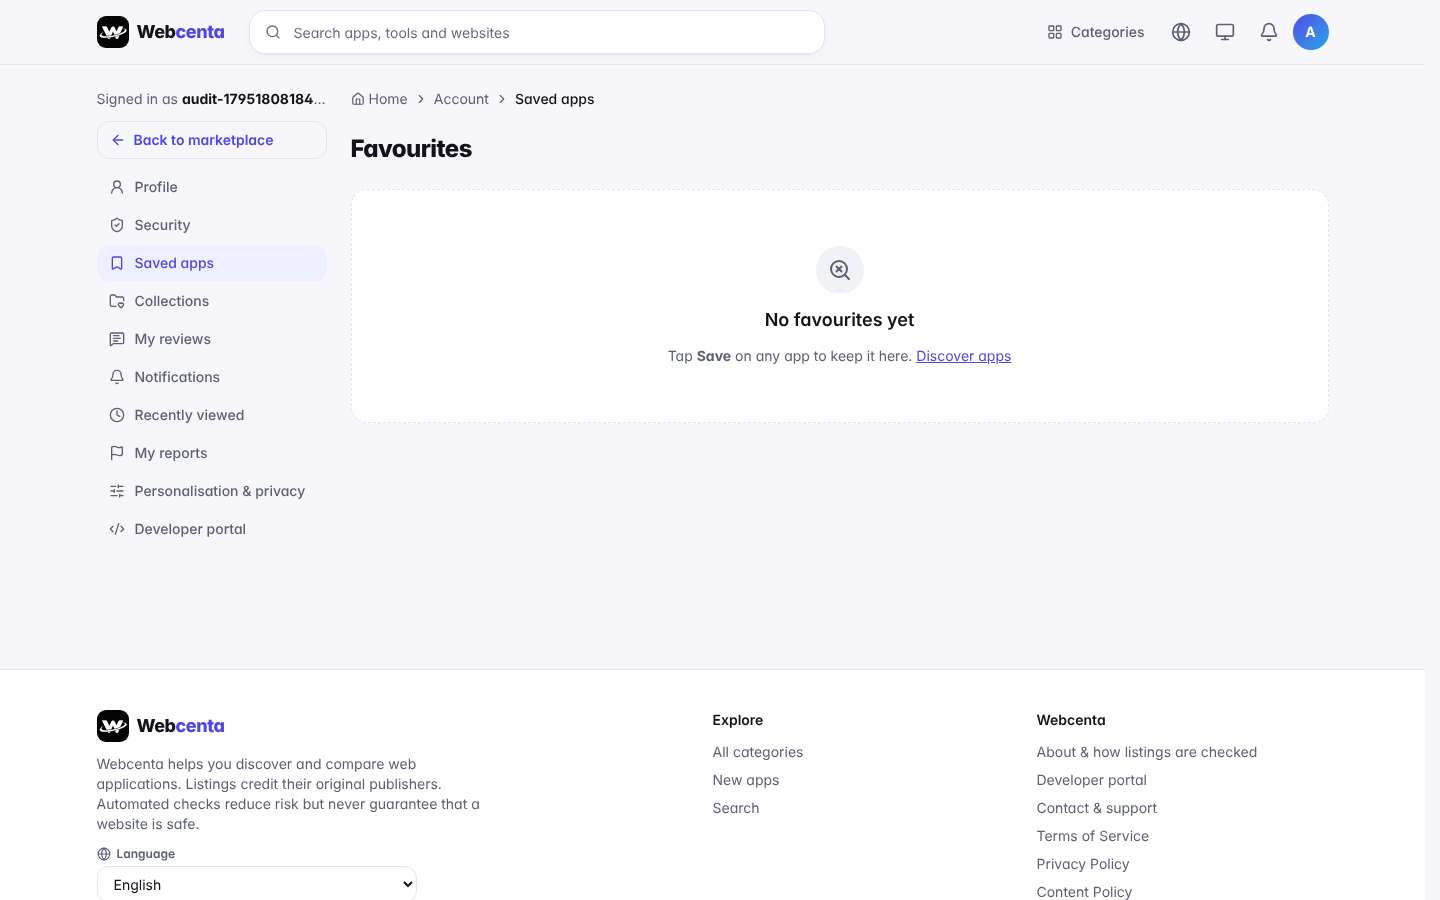 Webcenta
Search apps, tools and websites
Categories
A
Signed in as audit-17951808184...
Back to marketplace
Profile
Security
Saved apps
Collections
My reviews
Notifications
Recently viewed
My reports
Personalisation & privacy
Developer portal
Home > Account > Saved apps
Favourites
No favourites yet
Tap Save on any app to keep it here. Discover apps
Webcenta
Webcenta helps you discover and compare web
applications. Listings credit their original publishers.
Automated checks reduce risk but never guarantee that a
website is safe.
Language
English
Explore
All categories
New apps
Search
Webcenta
About & how listings are checked
Developer portal
Contact & support
Terms of Service
Privacy Policy
Content Policy